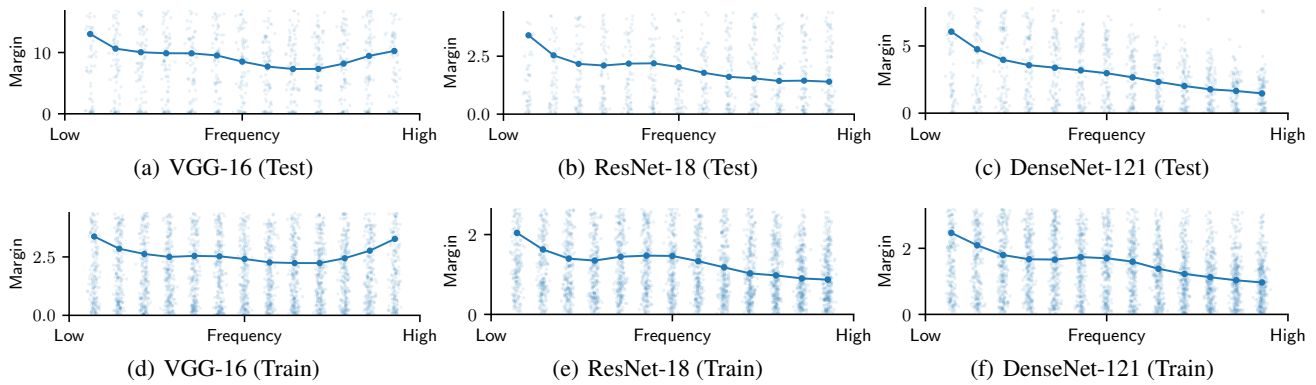 Margin
10
0
Low Frequency High
(a) VGG-16 (Test)
Margin
2.5
0.0
Low Frequency High
(b) ResNet-18 (Test)
Margin
5
0
Low Frequency High
(c) DenseNet-121 (Test)
Margin
2.5
0.0
Low Frequency High
(d) VGG-16 (Train)
Margin
2
0
Low Frequency High
(e) ResNet-18 (Train)
Margin
2
0
Low Frequency High
(f) DenseNet-121 (Train)